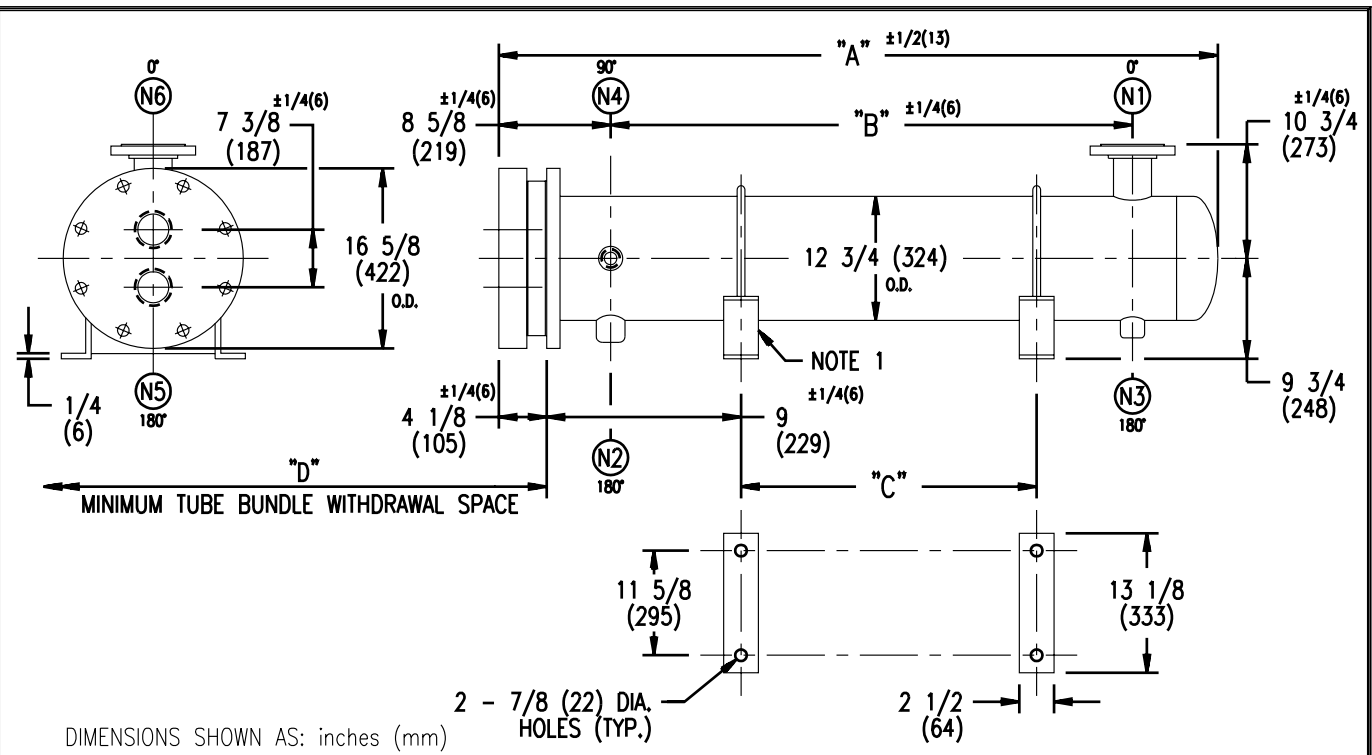 "A" ±1/2(13)
0°
N6
90°
N4
0°
N1
±1/4(6)
7 3/8
(187)
±1/4(6)
8 5/8
(219)
"B" ±1/4(6)
±1/4(6)
10 3/4
(273)
16 5/8
(422)
O.D.
12 3/4 (324)
O.D.
NOTE 1
1/4
(6)
N5
180°
±1/4(6)
4 1/8
(105)
±1/4(6)
9
(229)
N3
180°
9 3/4
(248)
N2
180°
"D"
MINIMUM TUBE BUNDLE WITHDRAWAL SPACE
"C"
11 5/8
(295)
13 1/8
(333)
2 - 7/8 (22) DIA.
HOLES (TYP.)
2 1/2
(64)
DIMENSIONS SHOWN AS: inches (mm)